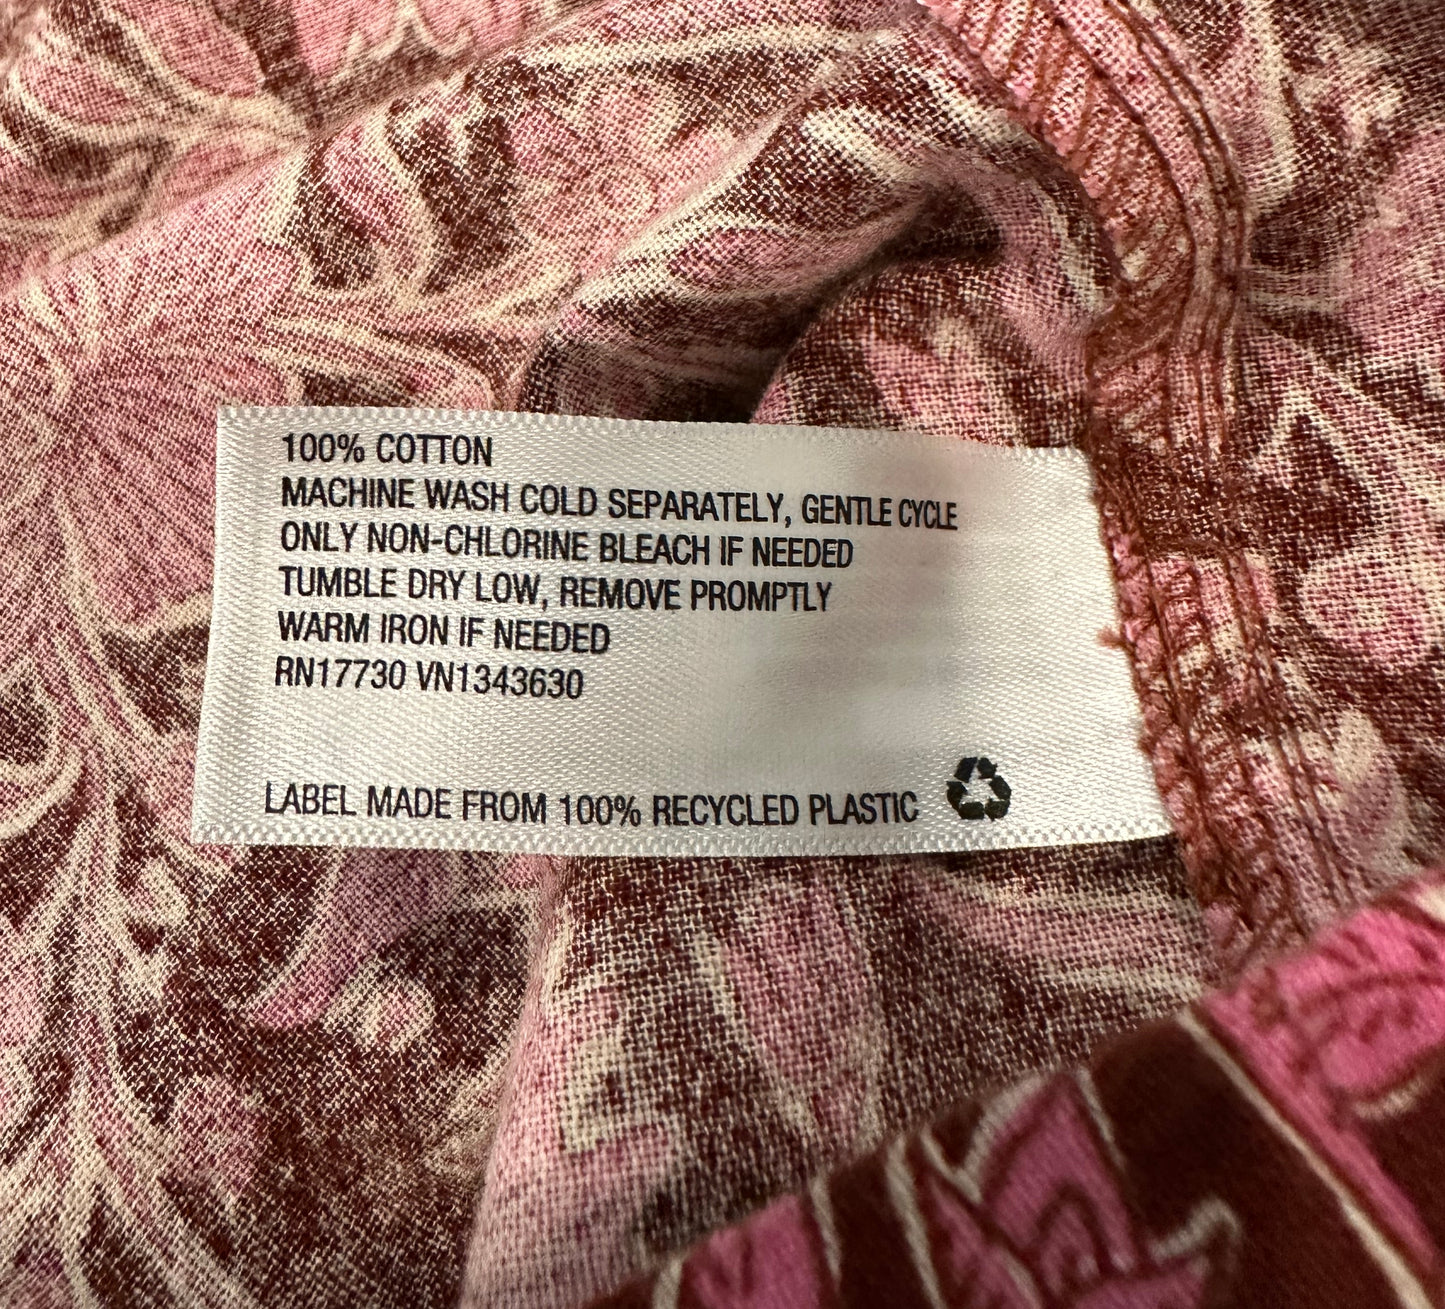 100% COTTON
MACHINE WASH COLD SEPARATELY, GENTLE CYCLE
ONLY NON-CHLORINE BLEACH IF NEEDED
TUMBLE DRY LOW, REMOVE PROMPTLY
WARM IRON IF NEEDED
RN17730 VN1343630
LABEL MADE FROM 100% RECYCLED PLASTIC